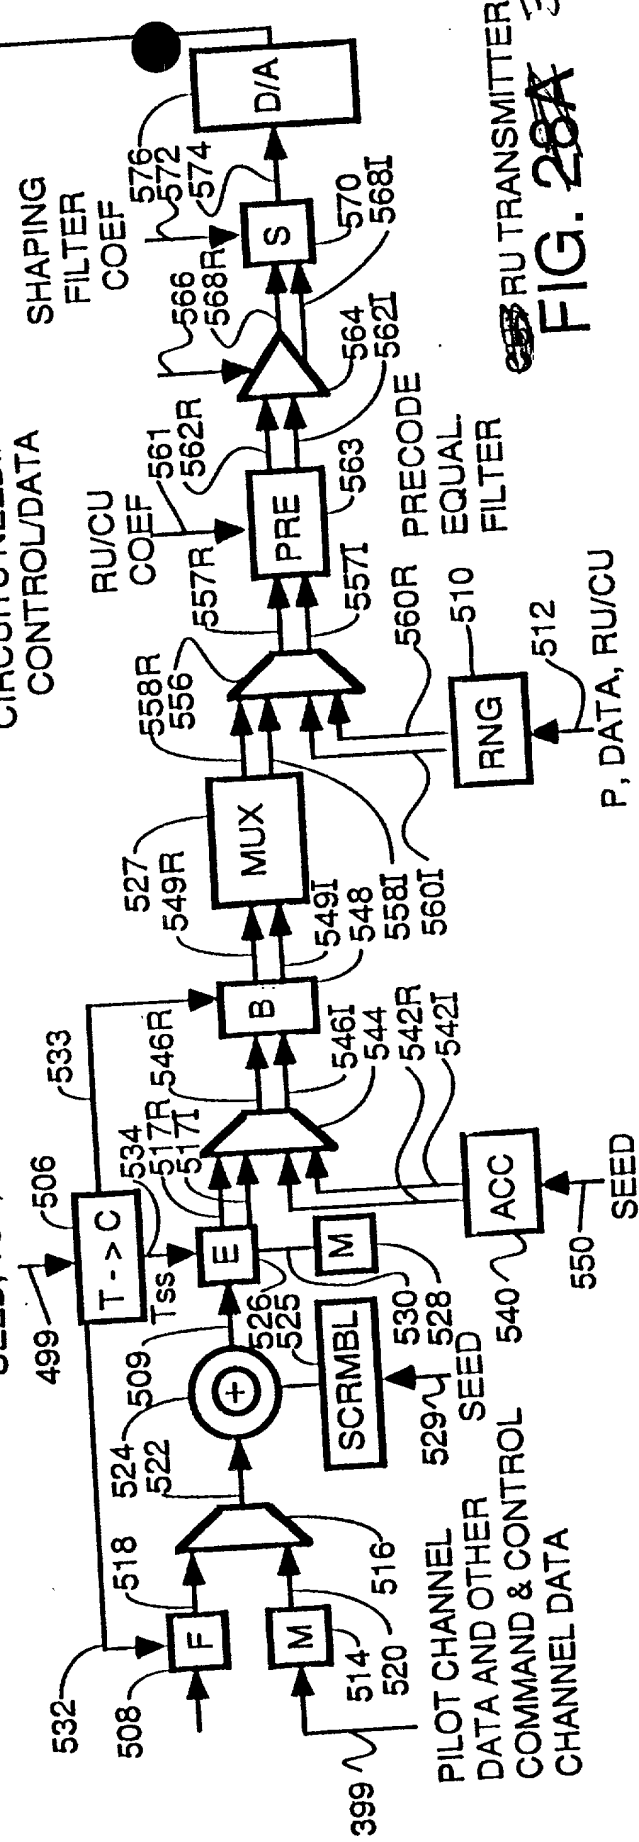 CONTROL/DATA
SHAPING
FILTER
COEF
RU/CU
COEF
576
572
574
D/A
S
570
568I
566
568R
564
562I
561
562R
563
PRE
PRECODE
EQUAL.
FILTER
557R
557I
556
558R
560R
510
RNG
512
P, DATA, RU/CU
MUX
527
549R
549I
548
558I
560I
B
533
546R
546I
544
542R
542I
517R
517I
534
506
T -> C
499
Tss
E
M
526
525
530
528
ACC
540
550
SEED
509
524
522
+
SCRMBL
529
SEED
518
516
F
M
532
508
514
520
399
PILOT CHANNEL
DATA AND OTHER
COMMAND & CONTROL
CHANNEL DATA
RU TRANSMITTER
FIG. 28A